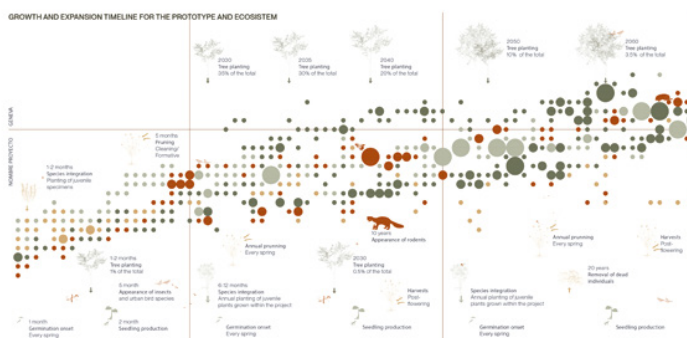 GROWTH AND EXPANSION TIMELINE FOR THE PROTOTYPE AND ECOSYSTEM
2020
Tree planting
35% of the total
2035
Tree planting
30% of the total
2040
Tree planting
20% of the total
2050
Tree planting
10% of the total
2060
Tree planting
3.5% of the total
GENEVA
NOMBRE PROYECTO
5 months
Pruning
Cleaning/
Formative
1-2 months
Species integration
Planting of juvenile
specimens
1-2 months
Tree planting
1% of the total
5 month
Appearance of insects
and urban bird species
1 month
Germination onset
Every spring
2 month
Seedling production
Annual prunning
Every spring
6-12 months
Species integration
Annual planting of juvenile
plants grown within the project
Germination onset
Every spring
10 years
Appearance of rodents
2030
Tree planting
0.5% of the total
Harvests
Post-
flowering
Seedling production
Species integration
Annual planting of juvenile
plants grown within the project
Germination onset
Every spring
Annual prunning
Every spring
20 years
Removal of dead
individuals
Harvests
Post-
flowering
Seedling production